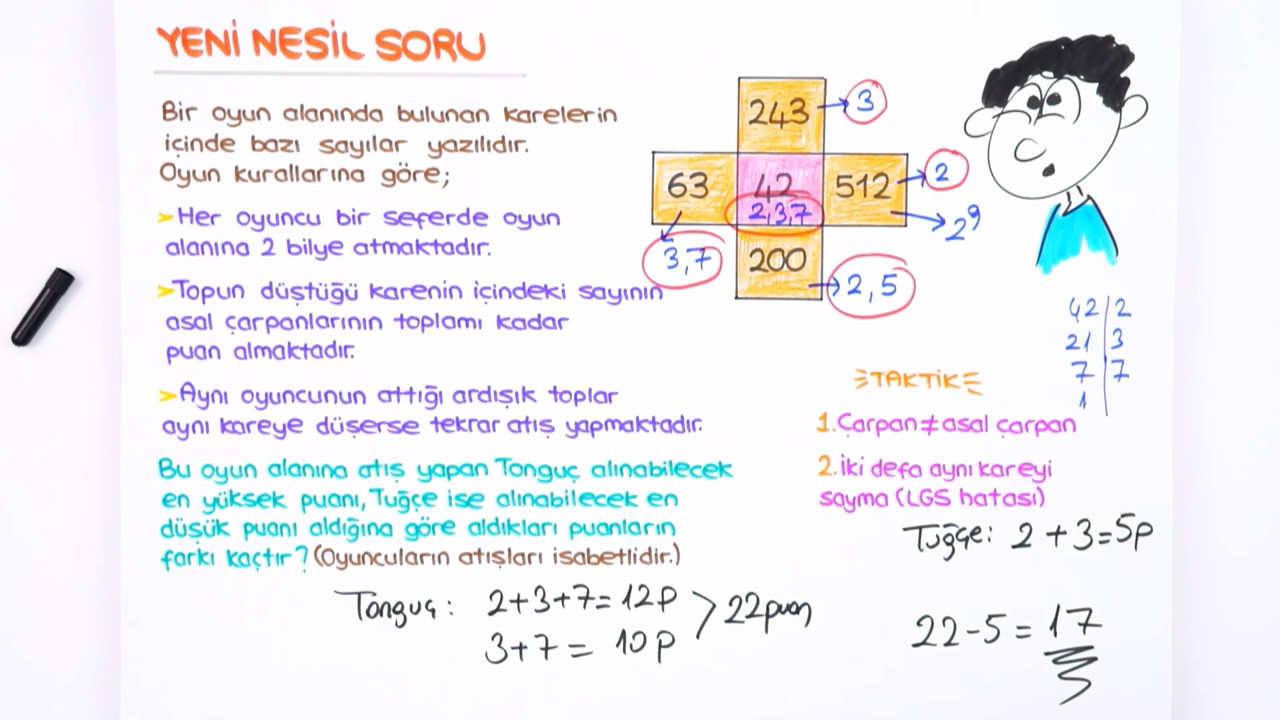 YENİ NESİL SORU
Bir oyun alanında bulunan karelerin
içinde bazı sayılar yazılıdır.
Oyun kurallarına göre;
➤Her oyuncu bir seferde oyun
alanına 2 bilye atmaktadır.
➤Topun düştüğü karenin içindeki sayının
asal çarpanlarının toplamı kadar
puan almaktadır.
➤Aynı oyuncunun attığı ardışık toplar
aynı kareye düşerse tekrar atış yapmaktadır.
Bu oyun alanına atış yapan Tonguç alınabilecek
en yüksek puanı, Tuğçe ise alınabilecek en
düşük puanı aldığına göre aldıkları puanların
farkı kaçtır? (Oyuncuların atışları isabetlidir.)
243 → 3
63 42 512 → 2
2,3,7 → 2⁹
3,7 200 → 2,5
42 | 2
21 | 3
7 | 7
1 |
TAKTİK
1. Çarpan ≠ asal çarpan
2. İki defa aynı kareyi
sayma (LGS hatası)
Tuğçe: 2 + 3 = 5p
Tonguç: 2+3+7 = 12p > 22 puan
3+7 = 10p
22 - 5 = 17